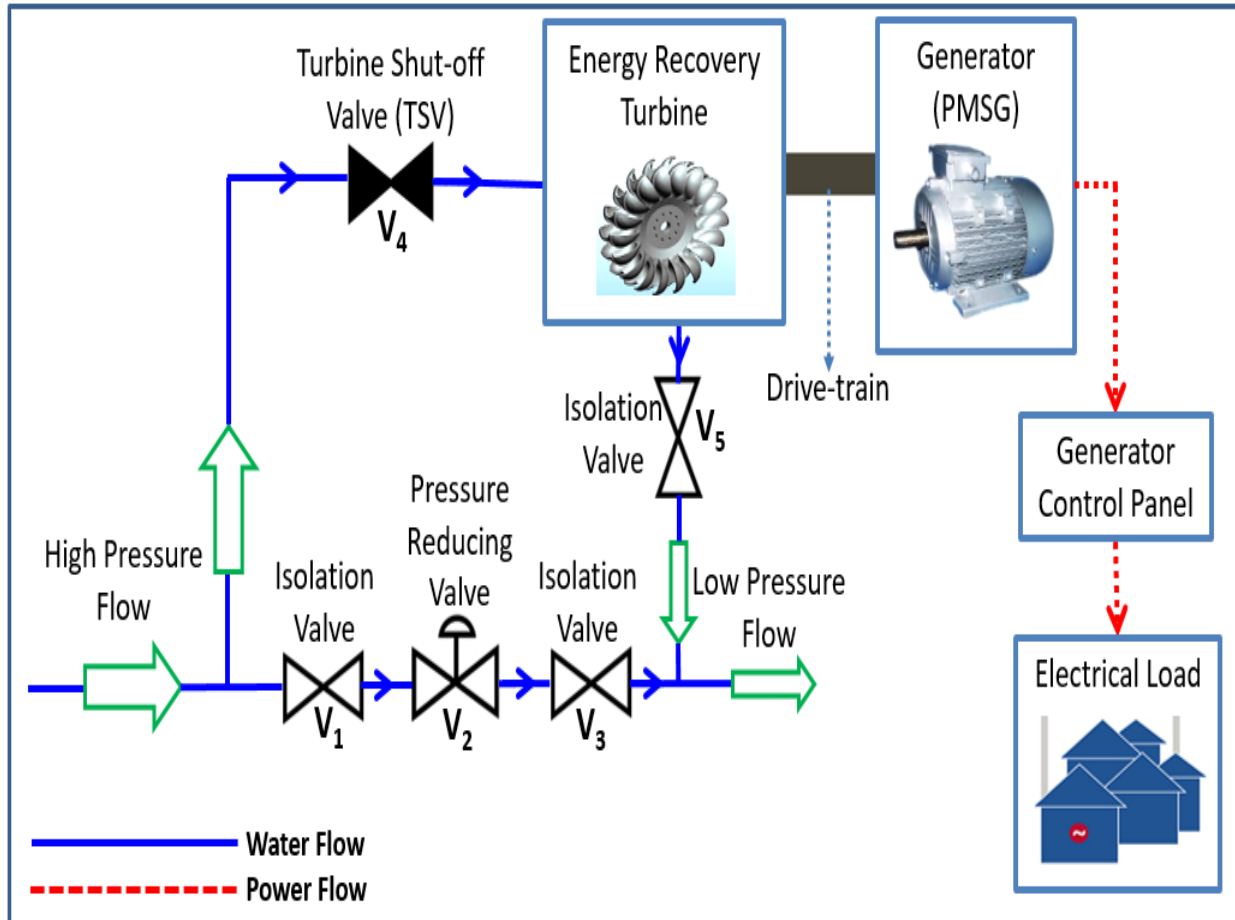 Turbine Shut-off
Valve (TSV)
V4
Energy Recovery
Turbine
Generator
(PMSG)
Drive-train
Isolation
Valve
V5
Generator
Control Panel
High Pressure
Flow
Isolation
Valve
V1
Pressure
Reducing
Valve
V2
Isolation
Valve
V3
Low Pressure
Flow
Electrical Load
~
Water Flow
Power Flow